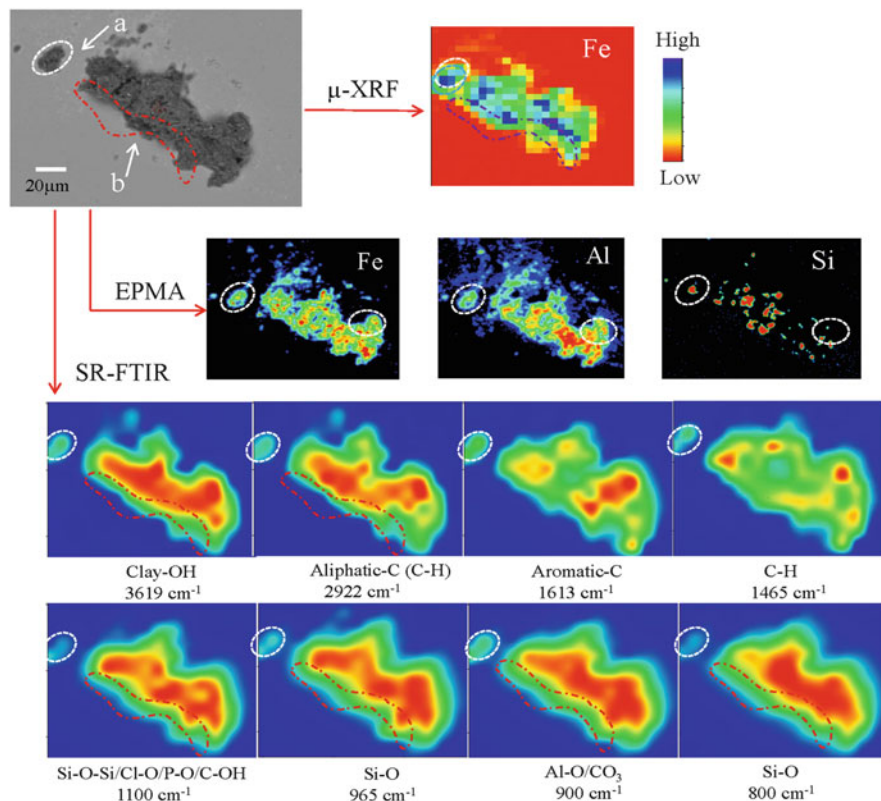 a
b
20μm
μ-XRF
Fe
High
Low
EPMA
Fe
Al
Si
SR-FTIR
Clay-OH
3619 cm⁻¹
Aliphatic-C (C-H)
2922 cm⁻¹
Aromatic-C
1613 cm⁻¹
C-H
1465 cm⁻¹
Si-O-Si/Cl-O/P-O/C-OH
1100 cm⁻¹
Si-O
965 cm⁻¹
Al-O/CO₃
900 cm⁻¹
Si-O
800 cm⁻¹